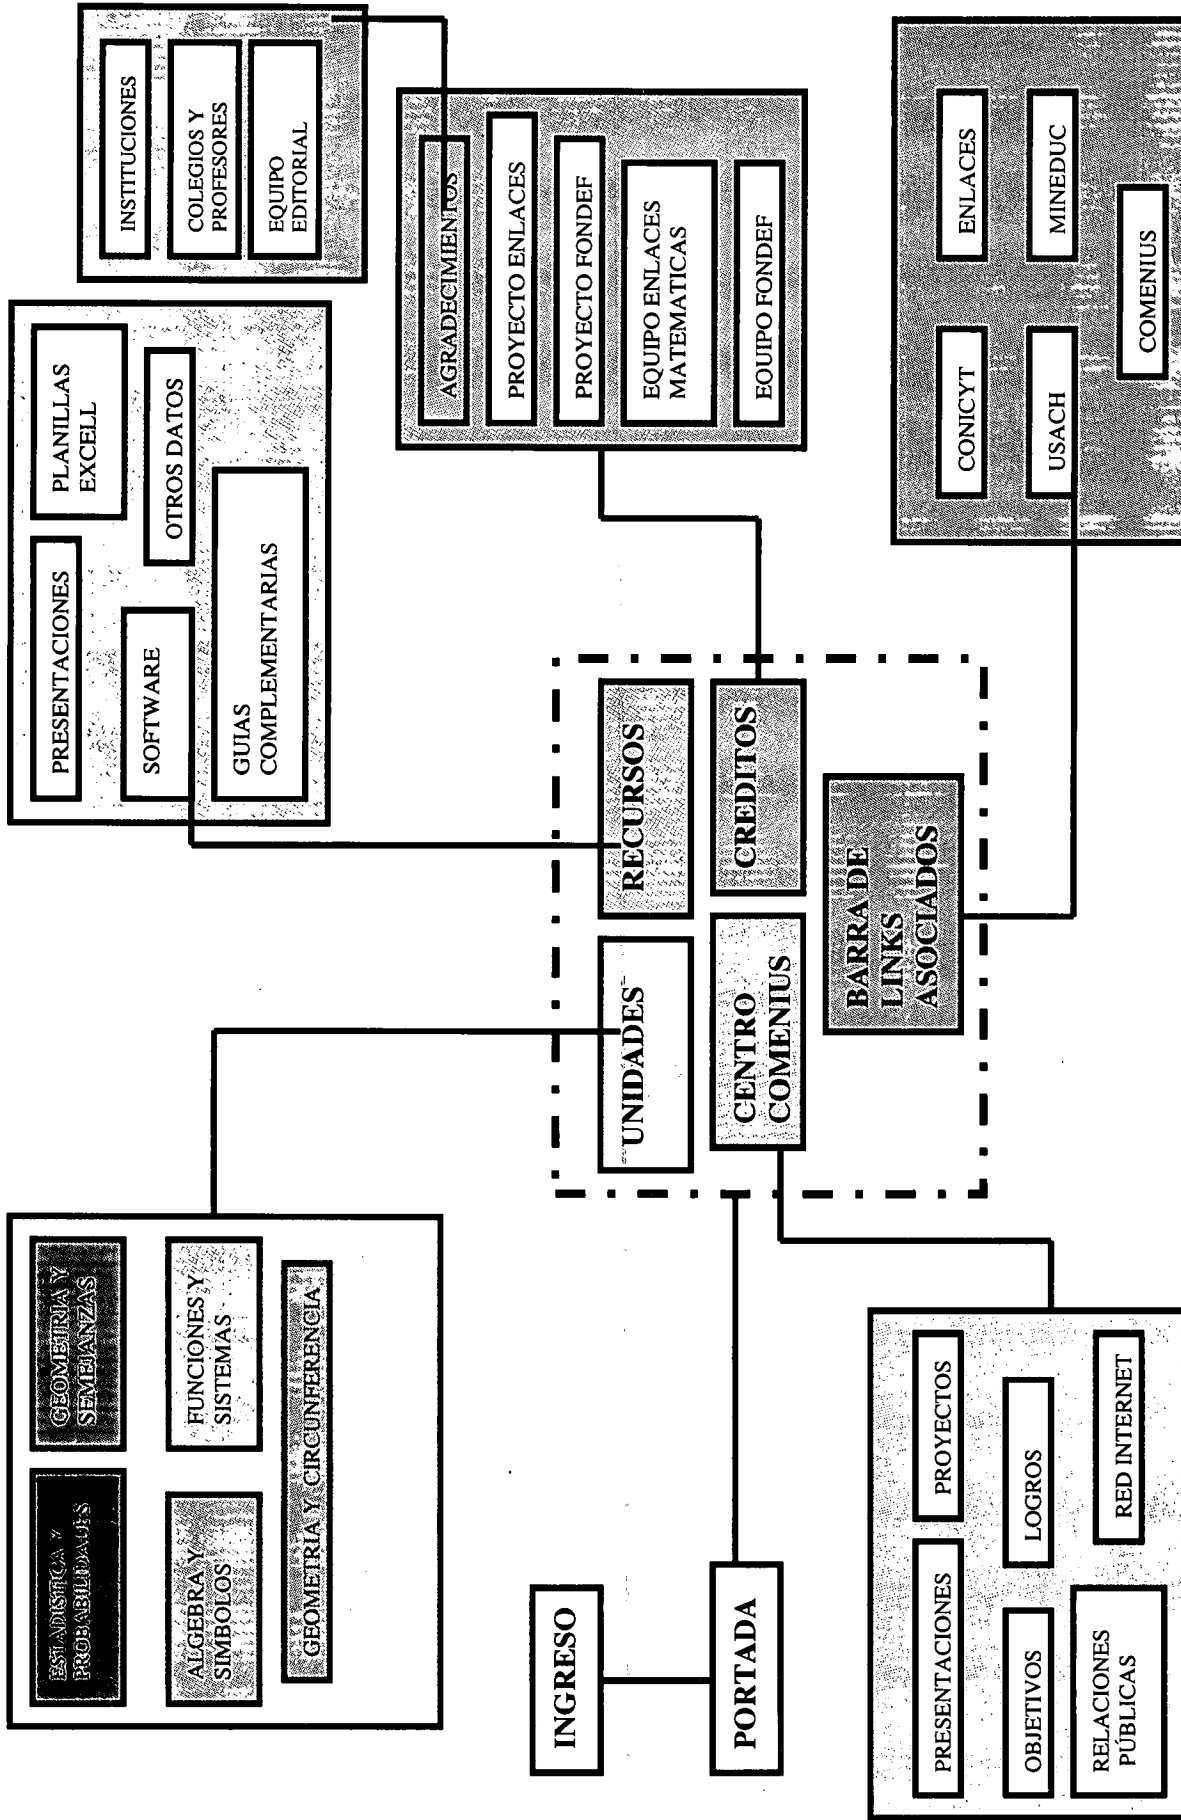 ESTADISTICA Y
PROBABILIDADES
GEOMETRIA Y
SEMEJANZAS
ALGEBRA Y
SIMBOLOS
FUNCIONES Y
SISTEMAS
GEOMETRIA Y CIRCUNFERENCIA
PRESENTACIONES
PLANILLAS
EXCELL
SOFTWARE
OTROS DATOS
GUIAS
COMPLEMENTARIAS
INSTITUCIONES
COLEGIOS Y
PROFESORES
EQUIPO
EDITORIAL
AGRADECIMIENTOS
PROYECTO ENLACES
PROYECTO FONDEF
EQUIPO ENLACES
MATEMATICAS
EQUIPO FONDEF
INGRESO
PORTADA
UNIDADES
RECURSOS
CENTRO
COMENIUS
CREDITOS
BARRA DE
LINKS
ASOCIADOS
PRESENTACIONES
PROYECTOS
OBJETIVOS
LOGROS
RELACIONES
PÚBLICAS
RED INTERNET
CONICYT
ENLACES
USACH
MINEDUC
COMENIUS